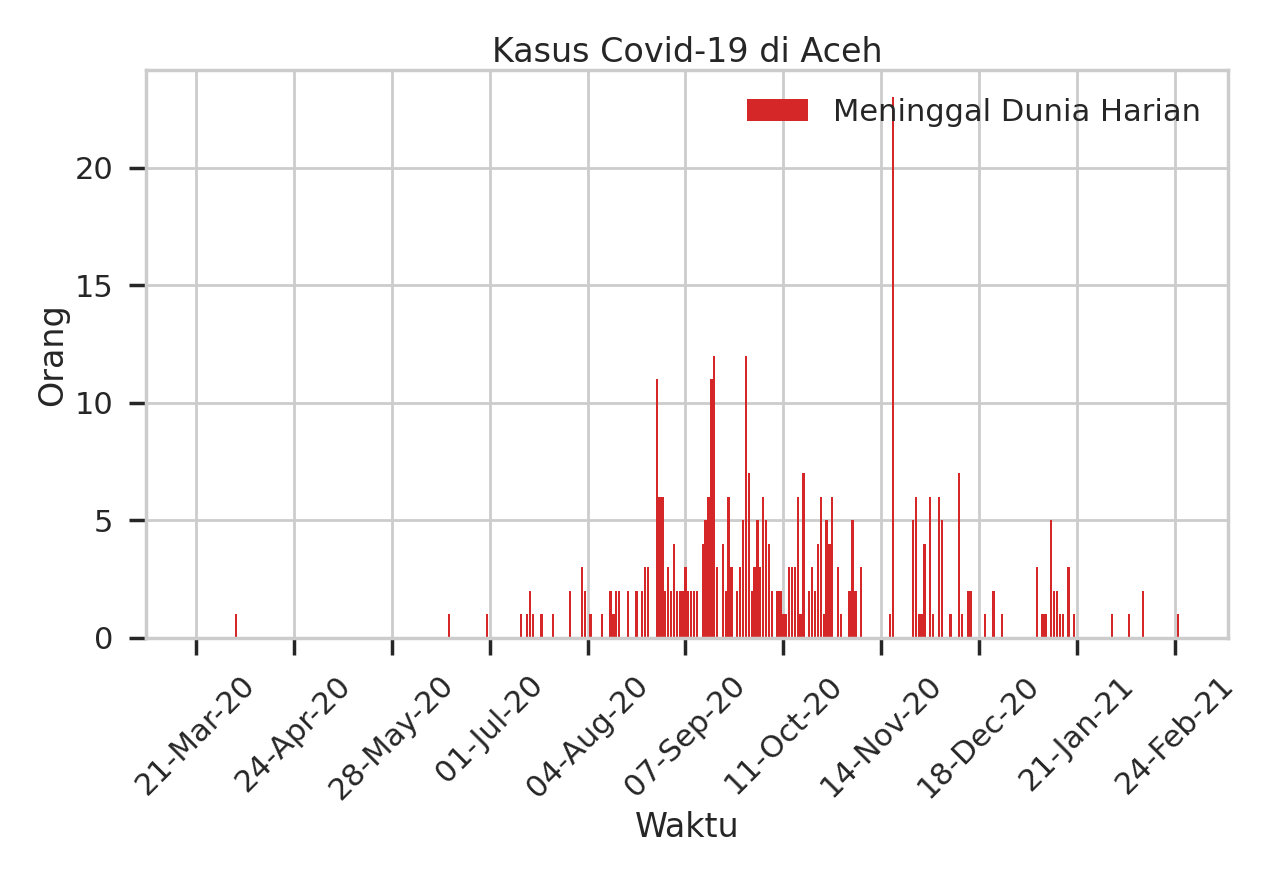 Kasus Covid-19 di Aceh
Meninggal Dunia Harian
Orang
20
15
10
5
0
21-Mar-20
24-Apr-20
28-May-20
01-Jul-20
04-Aug-20
07-Sep-20
11-Oct-20
14-Nov-20
18-Dec-20
21-Jan-21
24-Feb-21
Waktu